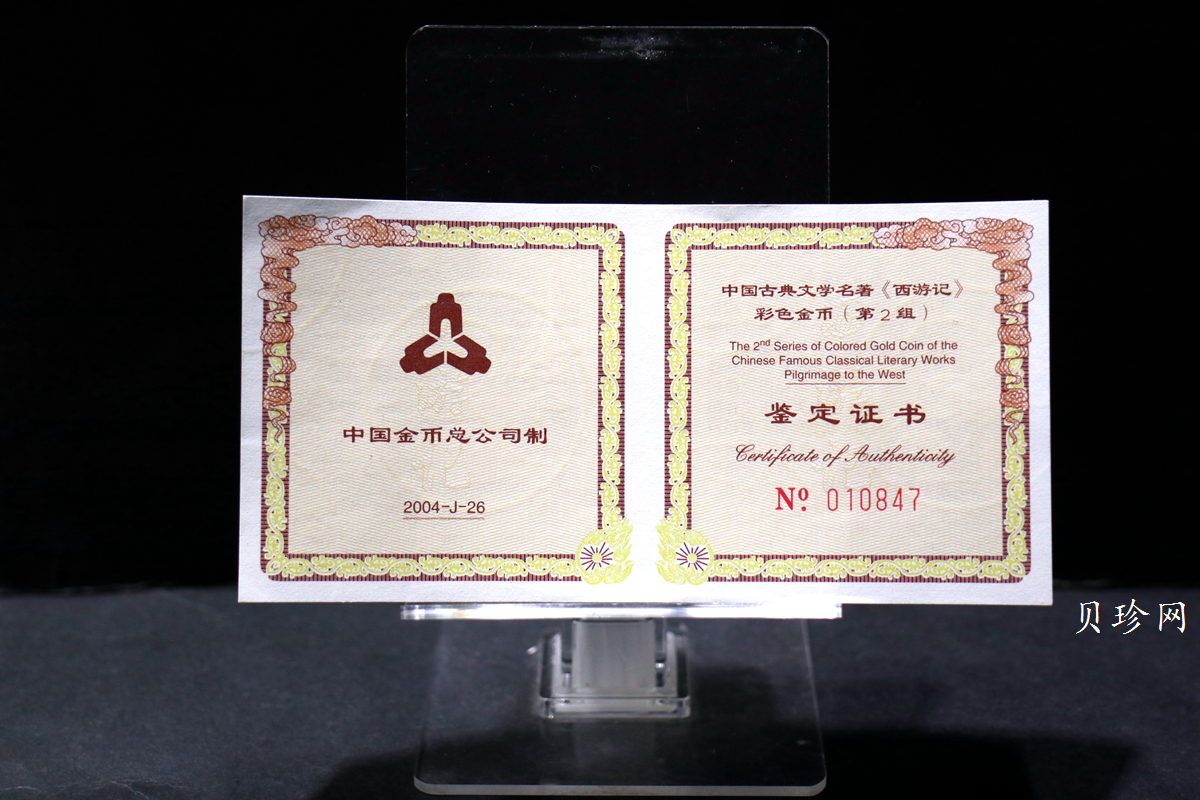 中国金币总公司制
2004-J-26
中国古典文学名著《西游记》
彩色金币（第2组）
The 2nd Series of Colored Gold Coin of the
Chinese Famous Classical Literary Works
Pilgrimage to the West
鉴定证书
Certificate of Authenticity
Nº 010847
贝珍网